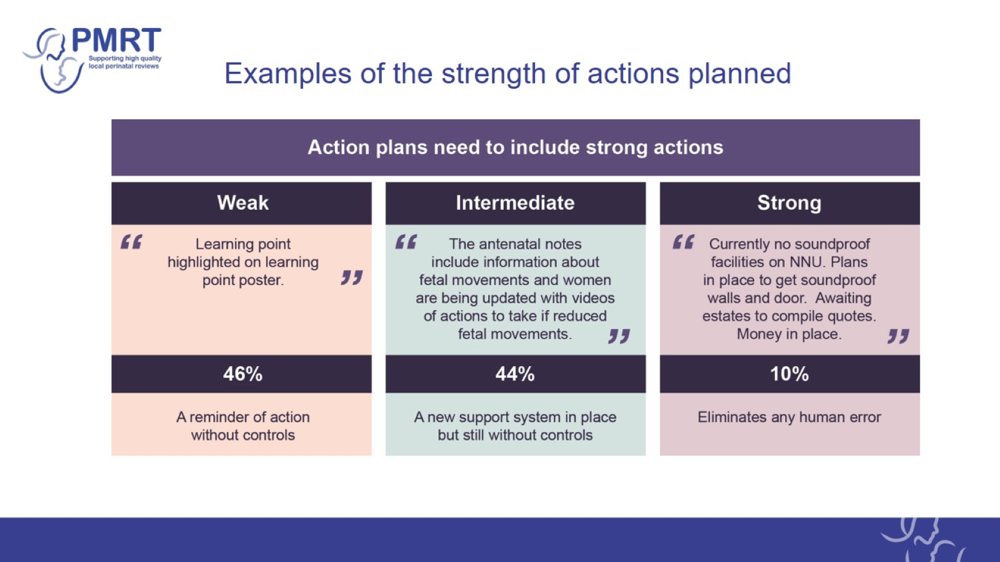 PMRT
Supporting high quality
local perinatal reviews
Examples of the strength of actions planned
Action plans need to include strong actions
Weak
“ Learning point
highlighted on learning
point poster. ”
46%
A reminder of action
without controls
Intermediate
“ The antenatal notes
include information about
fetal movements and women
are being updated with videos
of actions to take if reduced
fetal movements. ”
44%
A new support system in place
but still without controls
Strong
“ Currently no soundproof
facilities on NNU. Plans
in place to get soundproof
walls and door.  Awaiting
estates to compile quotes.
Money in place. ”
10%
Eliminates any human error